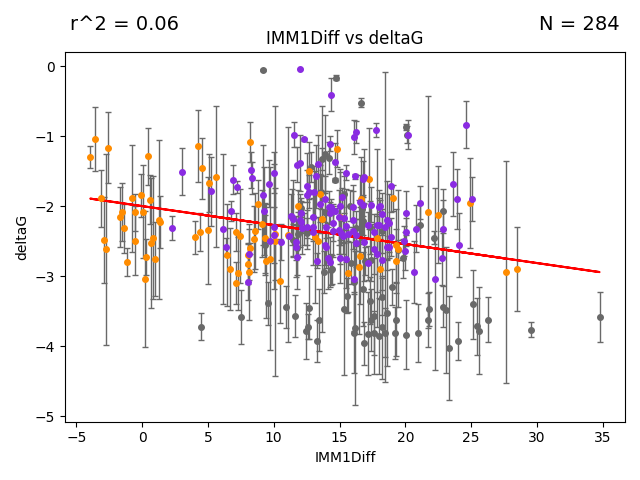 r^2 = 0.06
N = 284
IMM1Diff vs deltaG
0
−1
−2
−3
−4
−5
deltaG
−5 0 5 10 15 20 25 30 35
IMM1Diff